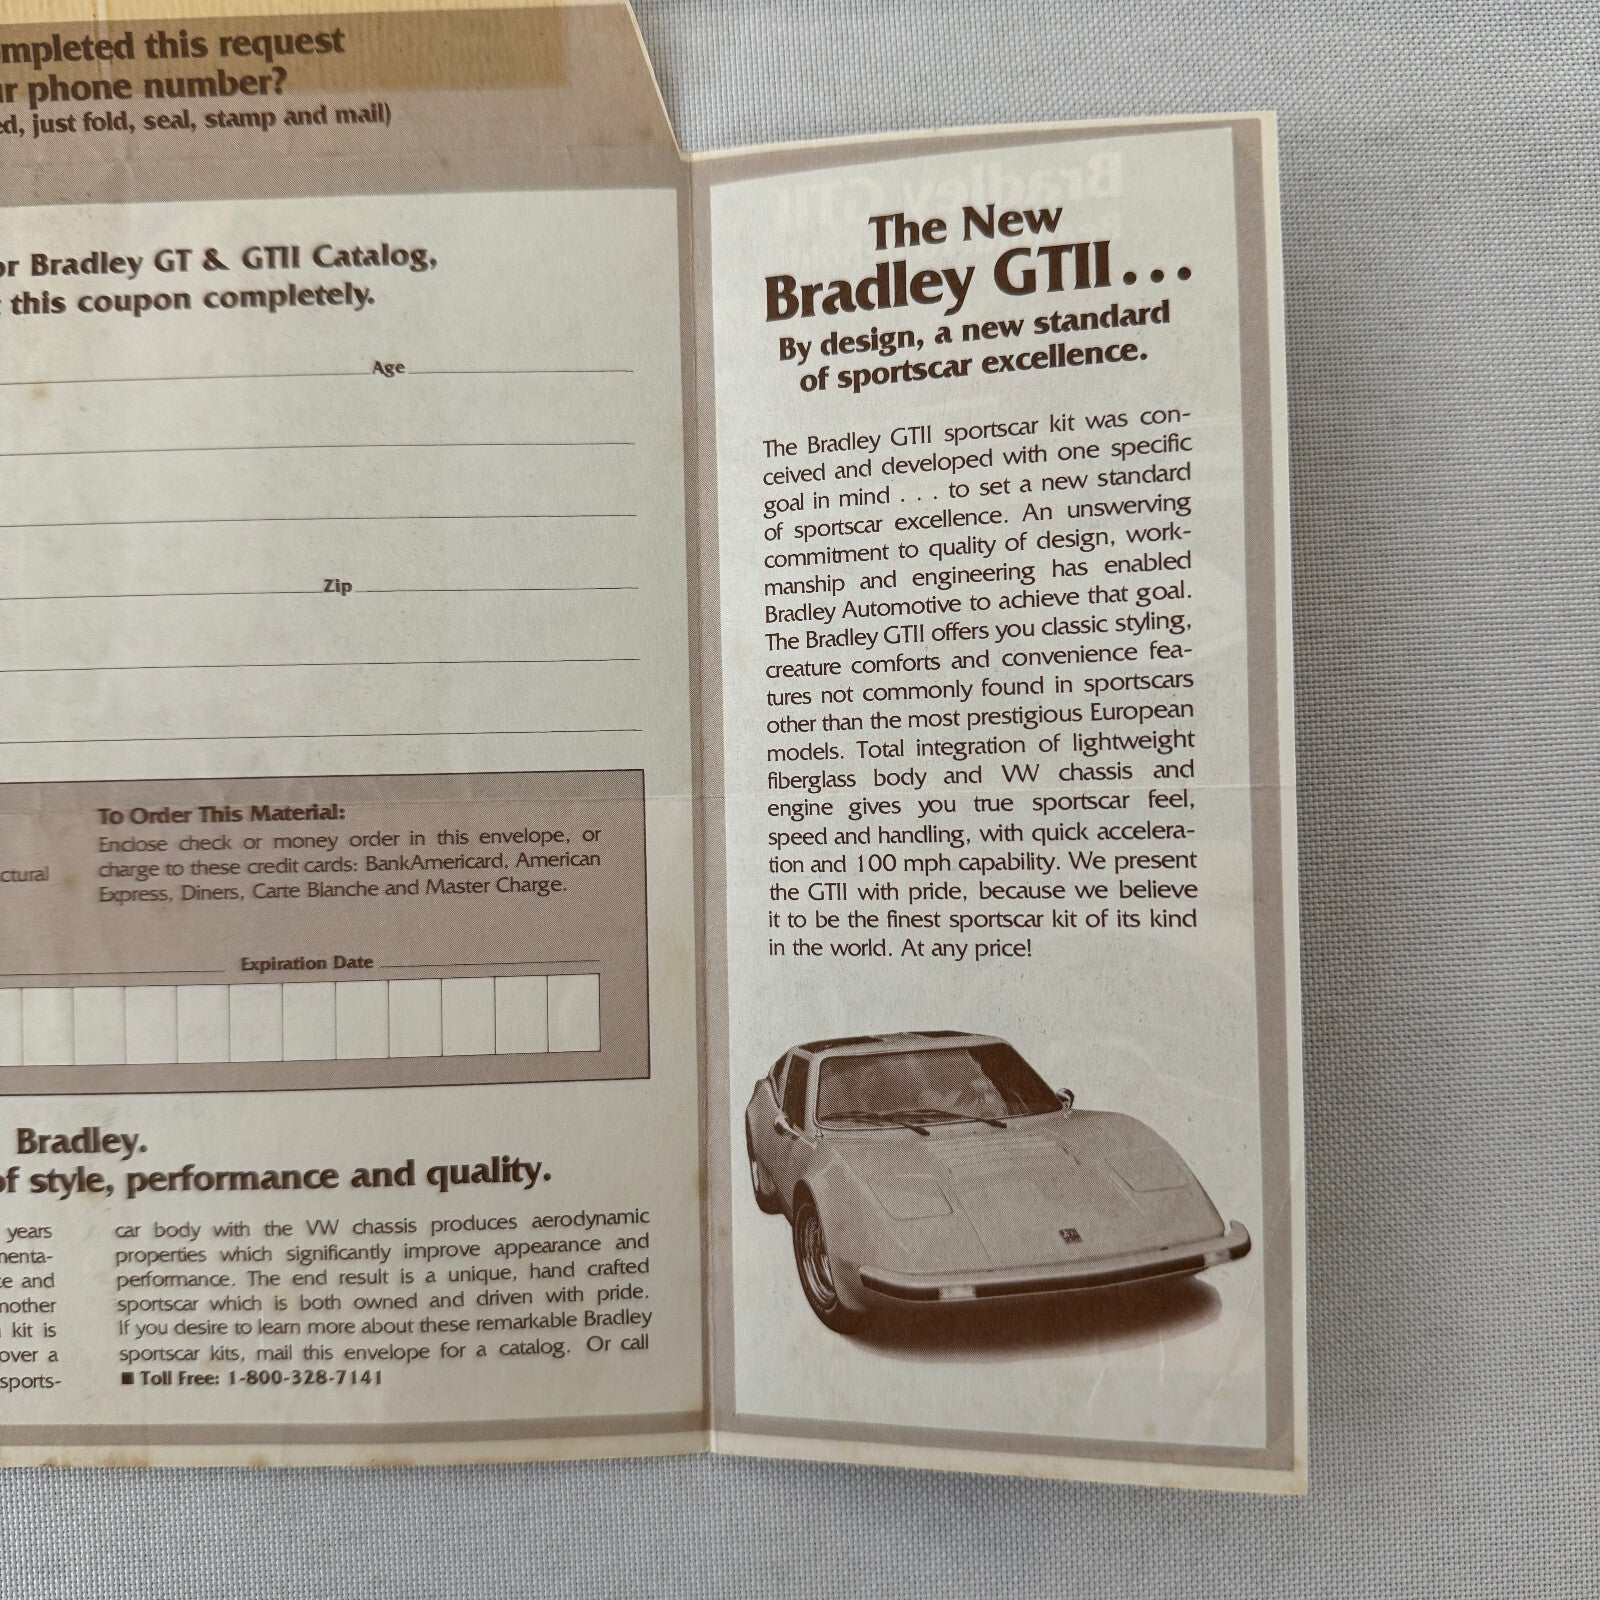 completed this request
phone number?
just fold, seal, stamp and mail)
Bradley GT & GTII Catalog,
this coupon completely.
Age
Zip
To Order This Material:
Enclose check or money order in this envelope, or
charge to these credit cards: BankAmericard, American
Express, Diners, Carte Blanche and Master Charge.
Expiration Date
Bradley.
of style, performance and quality.
years
and
kit is
over a
sports-
car body with the VW chassis produces aerodynamic
properties which significantly improve appearance and
performance. The end result is a unique, hand crafted
sportscar which is both owned and driven with pride.
If you desire to learn more about these remarkable Bradley
sportscar kits, mail this envelope for a catalog. Or call
■ Toll Free: 1-800-328-7141
The New
Bradley GTII...
By design, a new standard
of sportscar excellence.
The Bradley GTII sportscar kit was con-
ceived and developed with one specific
goal in mind . . . to set a new standard
of sportscar excellence. An unswerving
commitment to quality of design, work-
manship and engineering has enabled
Bradley Automotive to achieve that goal.
The Bradley GTII offers you classic styling,
creature comforts and convenience fea-
tures not commonly found in sportscars
other than the most prestigious European
models. Total integration of lightweight
fiberglass body and VW chassis and
engine gives you true sportscar feel,
speed and handling, with quick accelera-
tion and 100 mph capability. We present
the GTII with pride, because we believe
it to be the finest sportscar kit of its kind
in the world. At any price!